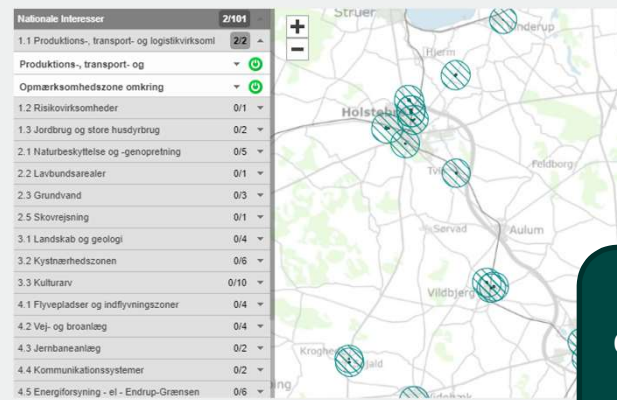 Nationale Interesser 2/101
1.1 Produktions-, transport- og logistikvirksoml 2/2
Produktions-, transport- og
Opmærksomhedszone omkring
1.2 Risikovirksomheder 0/1
1.3 Jordbrug og store husdyrbrug 0/2
2.1 Naturbeskyttelse og -genopretning 0/5
2.2 Lavbundsarealer 0/1
2.3 Grundvand 0/3
2.5 Skovrejsning 0/1
3.1 Landskab og geologi 0/4
3.2 Kystnærhedszonen 0/6
3.3 Kulturarv 0/10
4.1 Flyvepladser og indflyvningszoner 0/4
4.2 Vej- og broanlæg 0/4
4.3 Jernbaneanlæg 0/2
4.4 Kommunikationssystemer 0/2
4.5 Energiforsyning - el - Endrup-Grænsen 0/6
+
−
Struer
Hjerm
Feldborg
Sørvad
Aulum
Vildbjerg